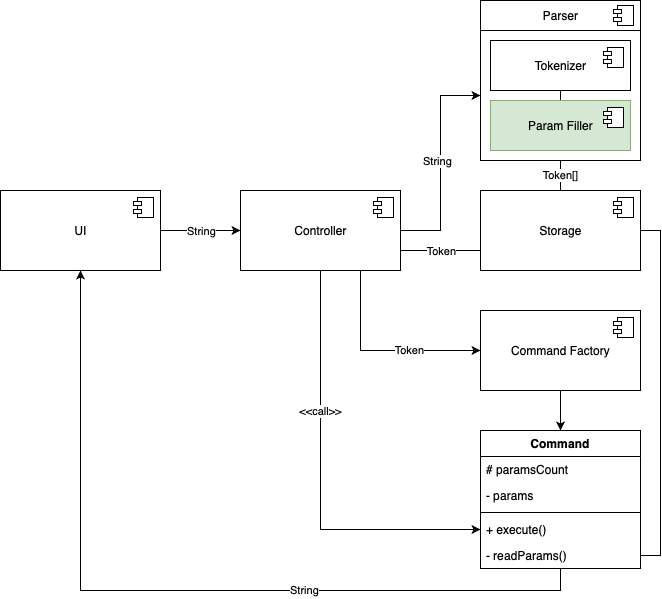 Parser
Tokenizer
Param Filler
String
Token[]
UI
String
Controller
Storage
Token
Token
Command Factory
<<call>>
Command
# paramsCount
- params
+ execute()
- readParams()
String